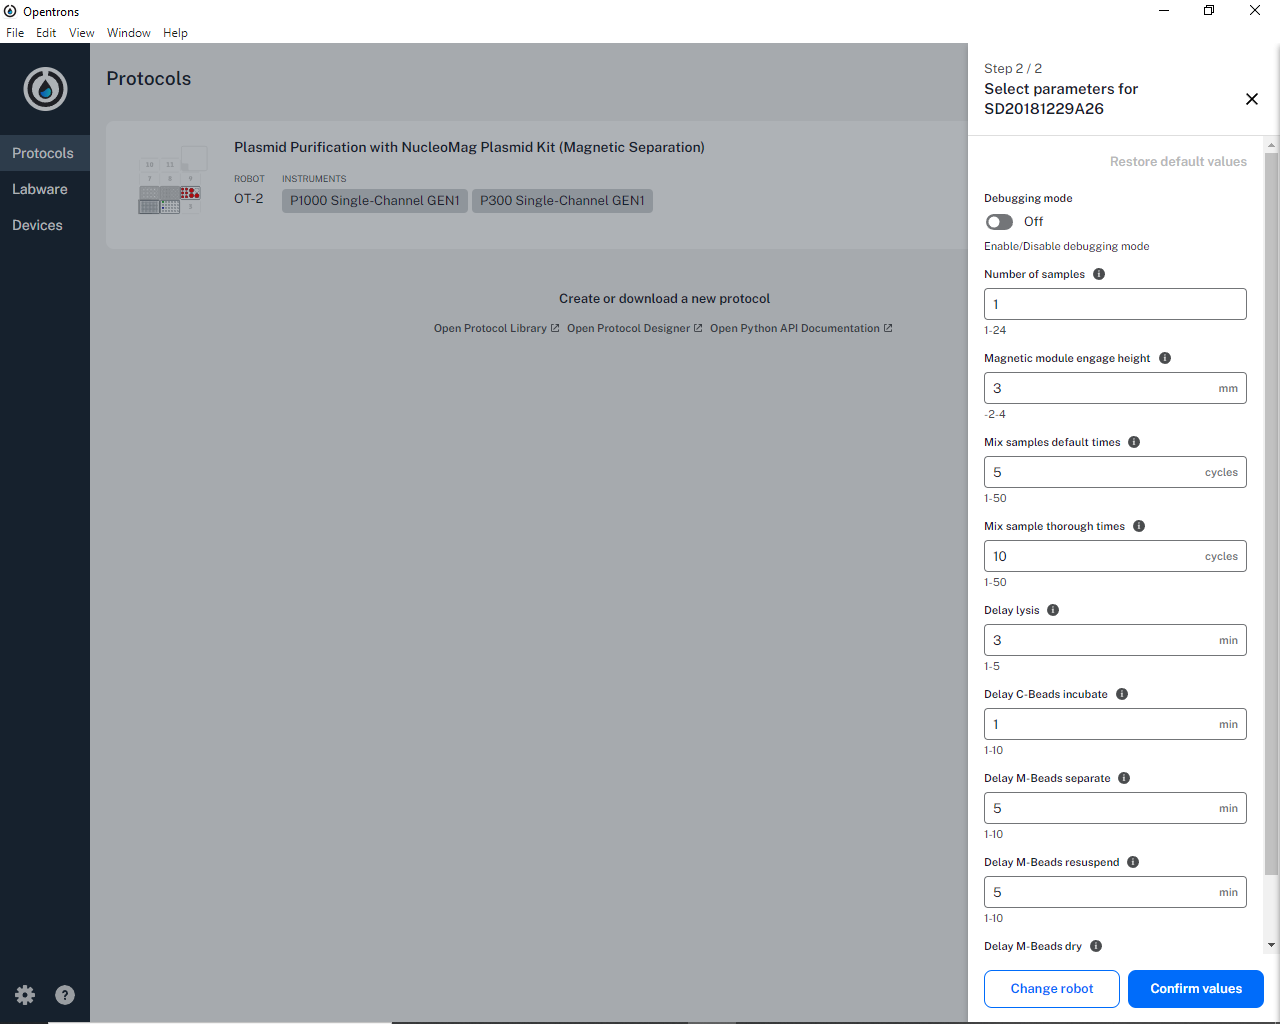 Opentrons
File Edit View Window Help
Protocols
Labware
Devices
Protocols
10 11
7 8 9
3
Plasmid Purification with NucleoMag Plasmid Kit (Magnetic Separation)
ROBOT INSTRUMENTS
OT-2 P1000 Single-Channel GEN1 P300 Single-Channel GEN1
Create or download a new protocol
Open Protocol Library Open Protocol Designer Open Python API Documentation
Step 2 / 2
Select parameters for
SD20181229A26
Restore default values
Debugging mode
Off
Enable/Disable debugging mode
Number of samples
1
1-24
Magnetic module engage height
3 mm
-2-4
Mix samples default times
5 cycles
1-50
Mix sample thorough times
10 cycles
1-50
Delay lysis
3 min
1-5
Delay C-Beads incubate
1 min
1-10
Delay M-Beads separate
5 min
1-10
Delay M-Beads resuspend
5 min
1-10
Delay M-Beads dry
Change robot Confirm values